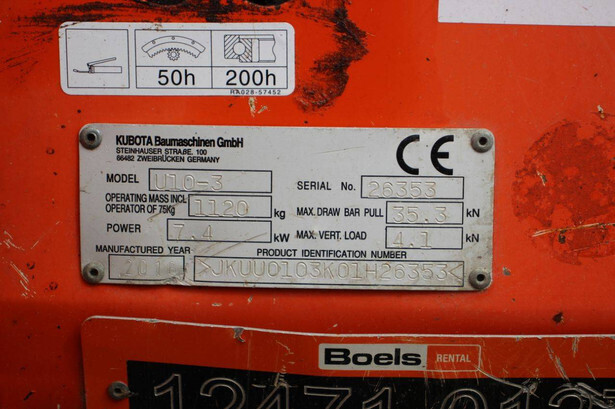 50h 200h
RA028-57452
KUBOTA Baumaschinen GmbH
STEINHAUSER STRAßE, 100
66482 ZWEIBRÜCKEN GERMANY
CE
MODEL U10-3
SERIAL No. 26353
OPERATING MASS INCL
OPERATOR OF 75Kg 1120 kg
MAX. DRAW BAR PULL 35.3 kN
POWER 7.4 kW
MAX. VERT. LOAD 4.1 kN
MANUFACTURED YEAR
PRODUCT IDENTIFICATION NUMBER
>JKUU0103K01H26353<
Boels RENTAL